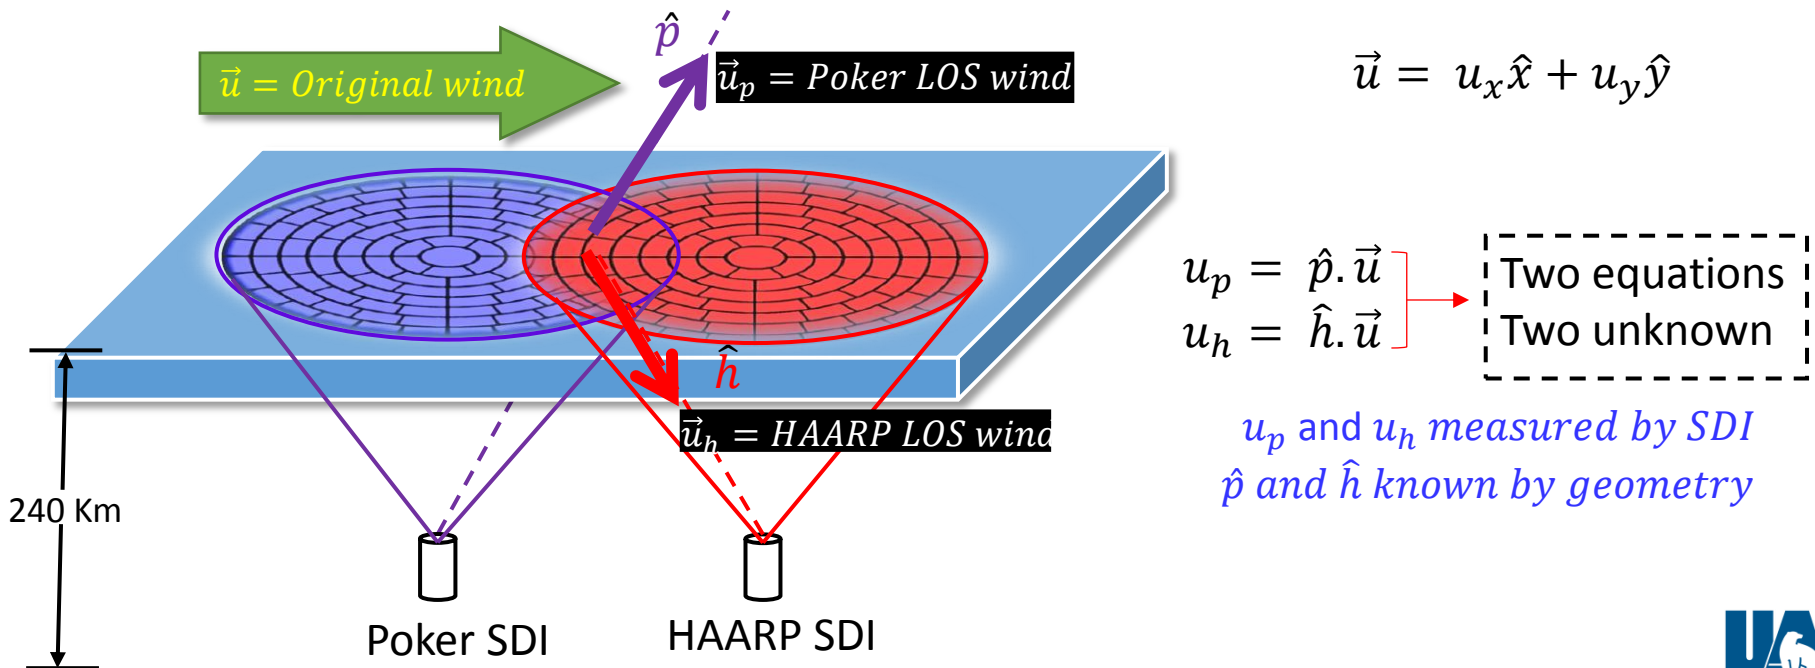 p̂
u⃗ = Original wind
u⃗_p = Poker LOS wind
u⃗ = u_x x̂ + u_y ŷ
u_p = p̂. u⃗
u_h = ĥ. u⃗
Two equations
Two unknown
ĥ
u⃗_h = HAARP LOS wind
u_p and u_h measured by SDI
p̂ and ĥ known by geometry
240 Km
Poker SDI
HAARP SDI
UA